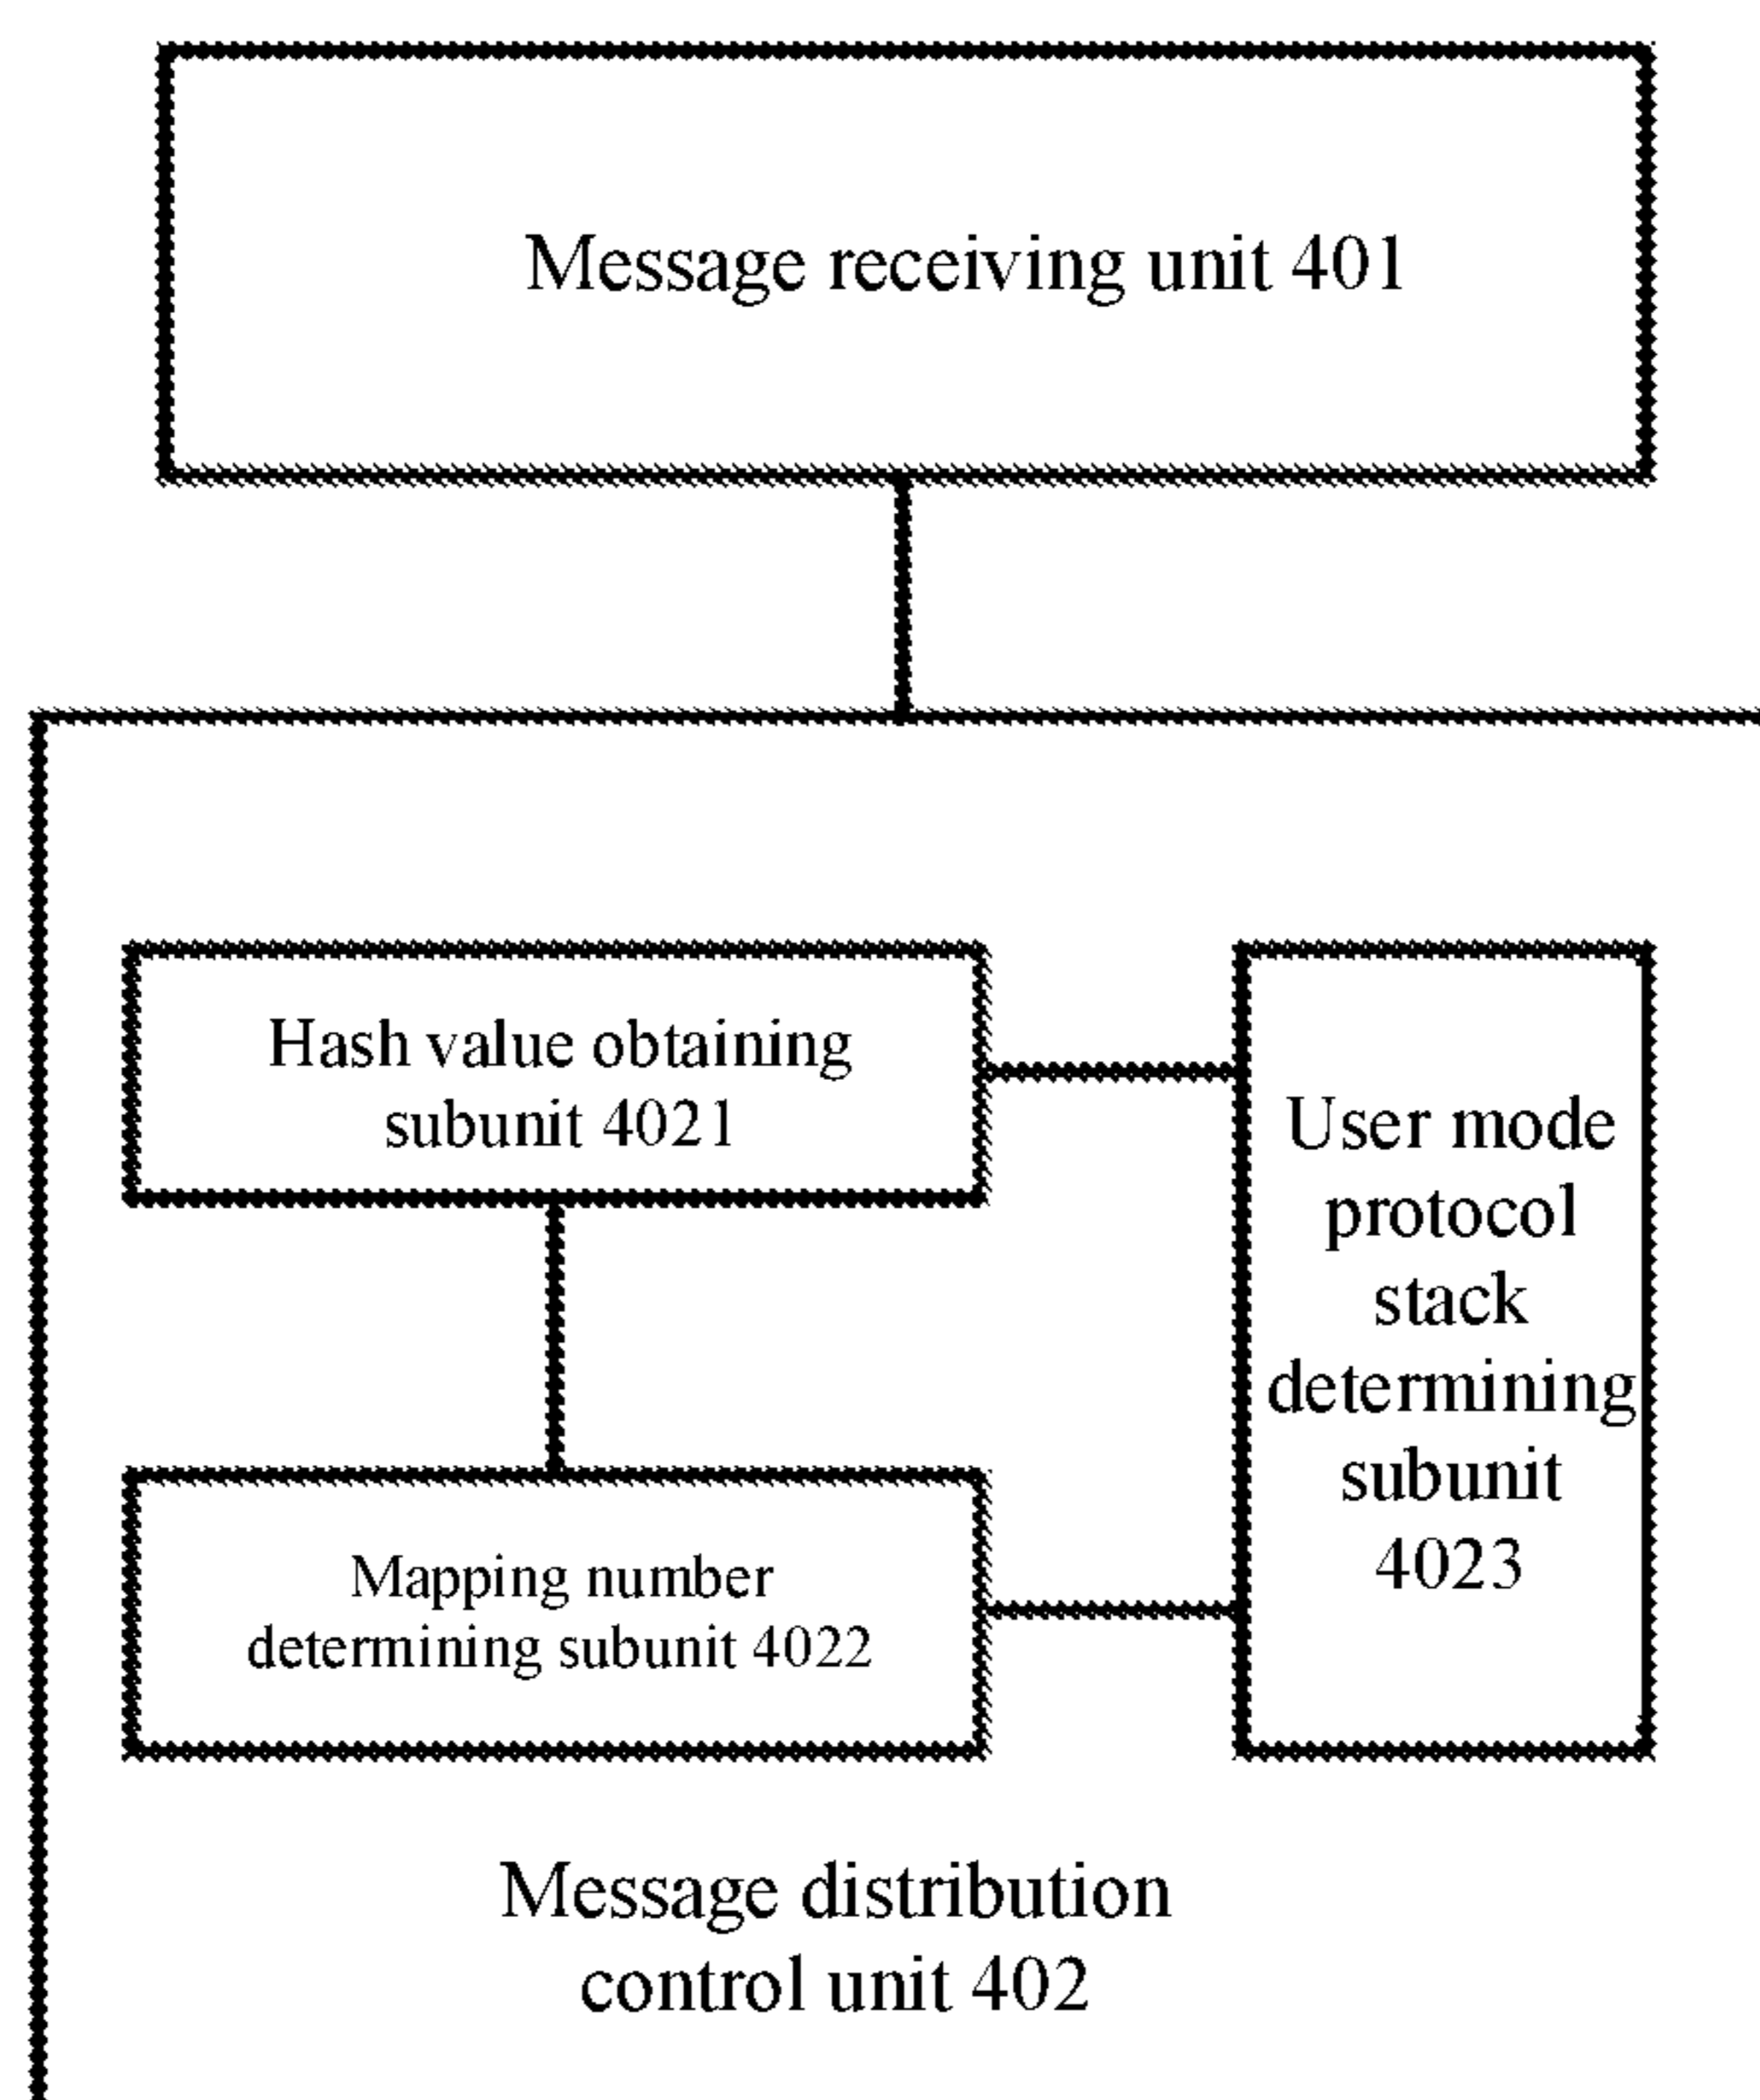 Message receiving unit 401
Hash value obtaining
subunit 4021
User mode
protocol
stack
determining
subunit
4023
Mapping number
determining subunit 4022
Message distribution
control unit 402